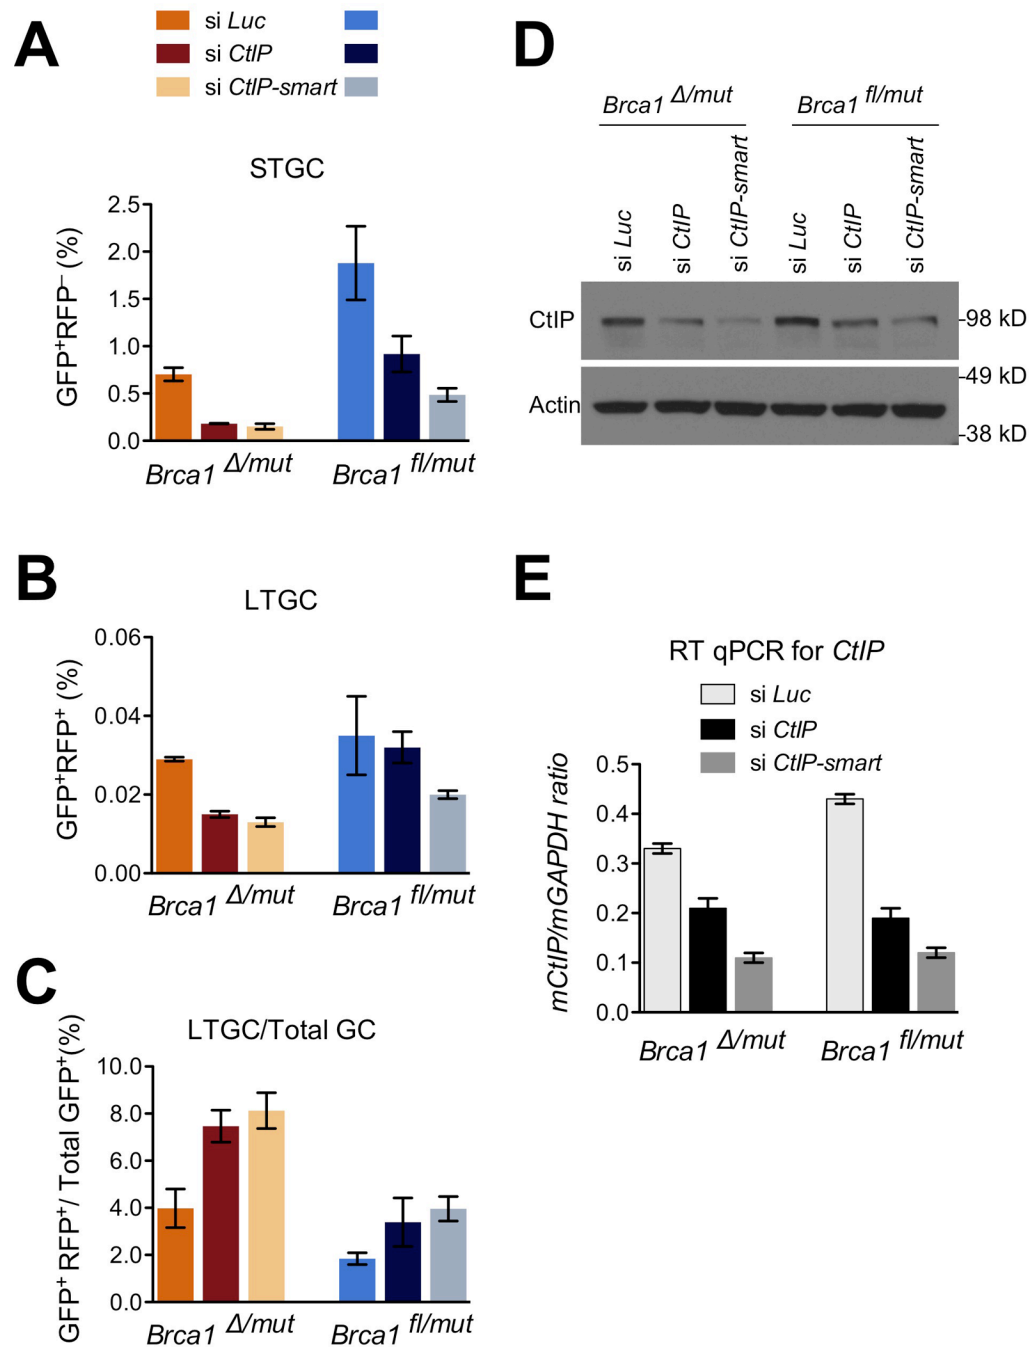 A
si Luc
si CtIP
si CtIP-smart
STGC
GFP⁺RFP⁻ (%)
2.5
2.0
1.5
1.0
0.5
0.0
Brca1 Δ/mut
Brca1 fl/mut
B
LTGC
GFP⁺RFP⁺ (%)
0.06
0.04
0.02
0.00
Brca1 Δ/mut
Brca1 fl/mut
C
LTGC/Total GC
GFP⁺ RFP⁺/ Total GFP⁺(%)
10.0
8.0
6.0
4.0
2.0
0.0
Brca1 Δ/mut
Brca1 fl/mut
D
Brca1 Δ/mut
Brca1 fl/mut
si Luc
si CtIP
si CtIP-smart
si Luc
si CtIP
si CtIP-smart
CtIP
98 kD
49 kD
Actin
38 kD
E
RT qPCR for CtIP
si Luc
si CtIP
si CtIP-smart
mCtIP/mGAPDH ratio
0.5
0.4
0.3
0.2
0.1
0.0
Brca1 Δ/mut
Brca1 fl/mut